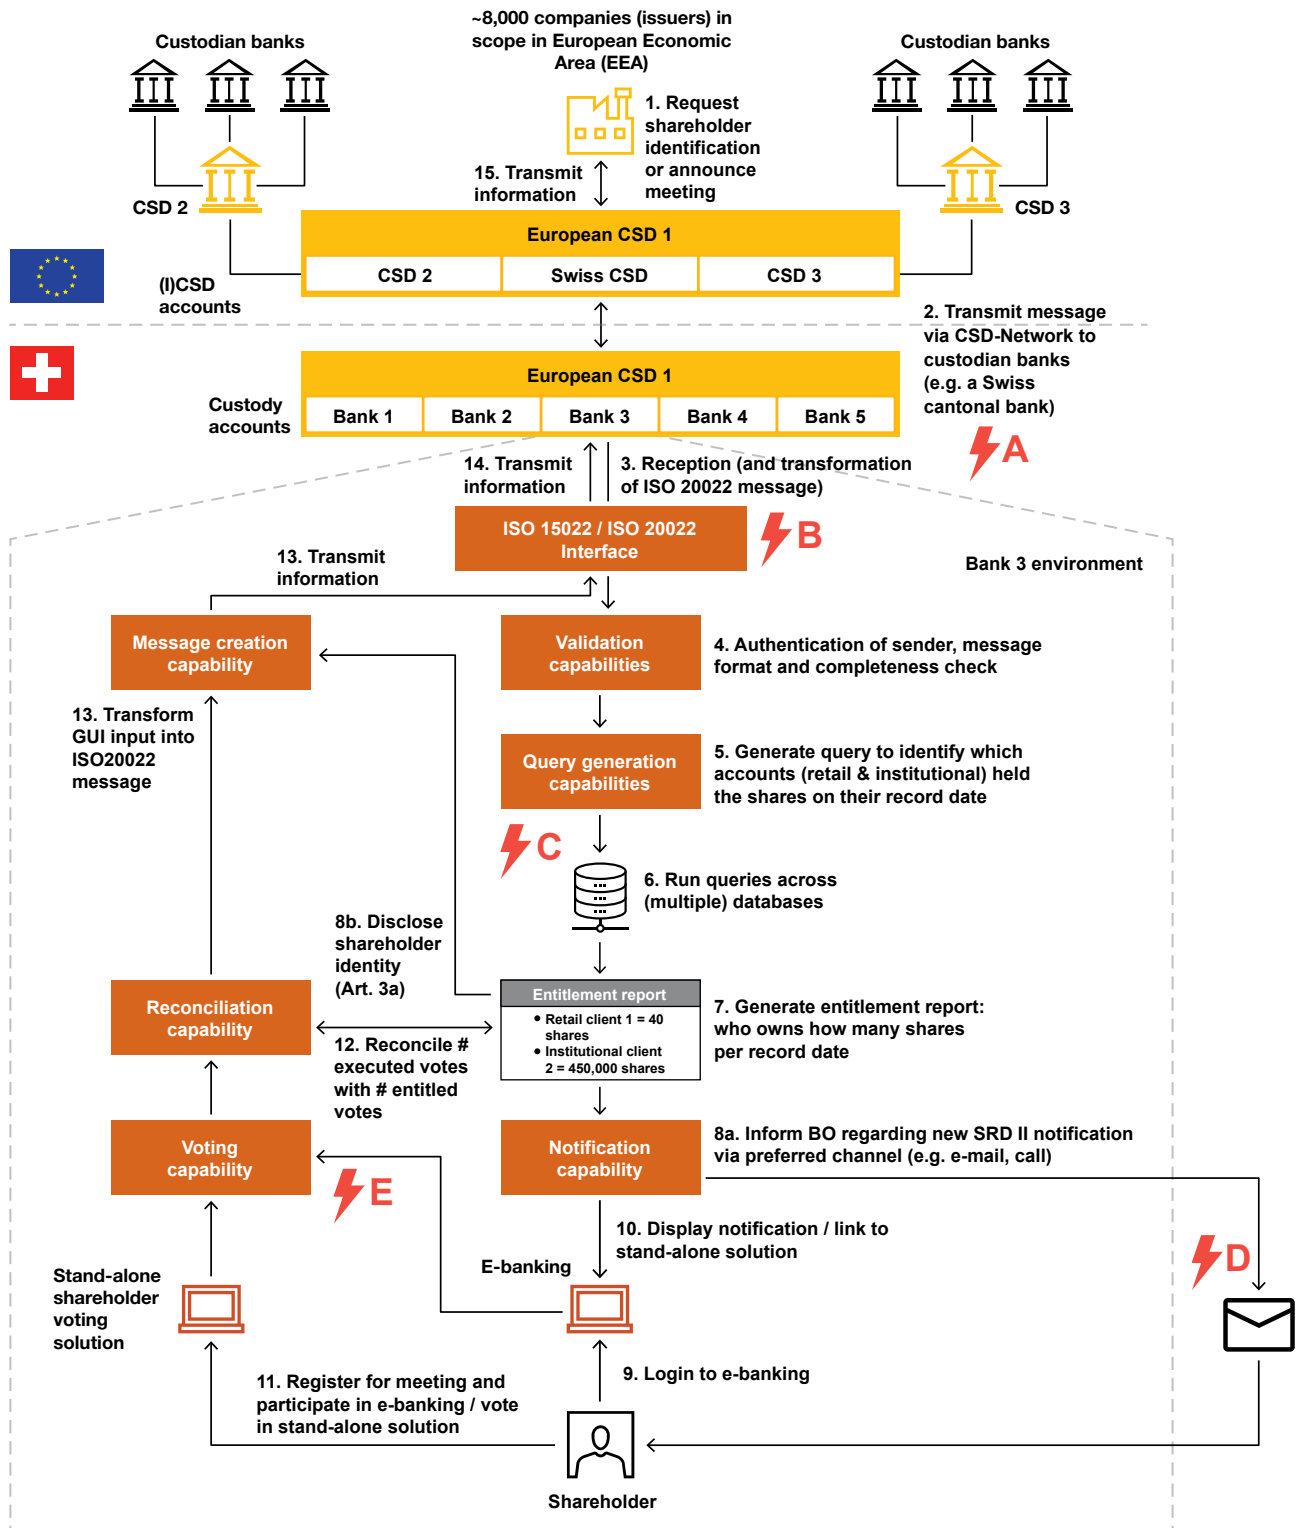 ~8,000 companies (issuers) in
scope in European Economic
Area (EEA)
Custodian banks
Custodian banks
1. Request
shareholder
identification
or announce
meeting
15. Transmit
information
CSD 2
CSD 3
European CSD 1
CSD 2
Swiss CSD
CSD 3
(I)CSD
accounts
2. Transmit message
via CSD-Network to
custodian banks
(e.g. a Swiss
cantonal bank)
European CSD 1
Custody
accounts
Bank 1
Bank 2
Bank 3
Bank 4
Bank 5
A
14. Transmit
information
3. Reception (and transformation
of ISO 20022 message)
ISO 15022 / ISO 20022
Interface
B
Bank 3 environment
13. Transmit
information
Message creation
capability
Validation
capabilities
4. Authentication of sender, message
format and completeness check
13. Transform
GUI input into
ISO20022
message
Query generation
capabilities
5. Generate query to identify which
accounts (retail & institutional) held
the shares on their record date
C
6. Run queries across
(multiple) databases
8b. Disclose
shareholder
identity
(Art. 3a)
Reconciliation
capability
Entitlement report
• Retail client 1 = 40
shares
• Institutional client
2 = 450,000 shares
7. Generate entitlement report:
who owns how many shares
per record date
12. Reconcile #
executed votes
with # entitled
votes
Voting
capability
Notification
capability
8a. Inform BO regarding new SRD II notification
via preferred channel (e.g. e-mail, call)
E
10. Display notification / link to
stand-alone solution
D
Stand-alone
shareholder
voting
solution
E-banking
9. Login to e-banking
11. Register for meeting and
participate in e-banking / vote
in stand-alone solution
Shareholder